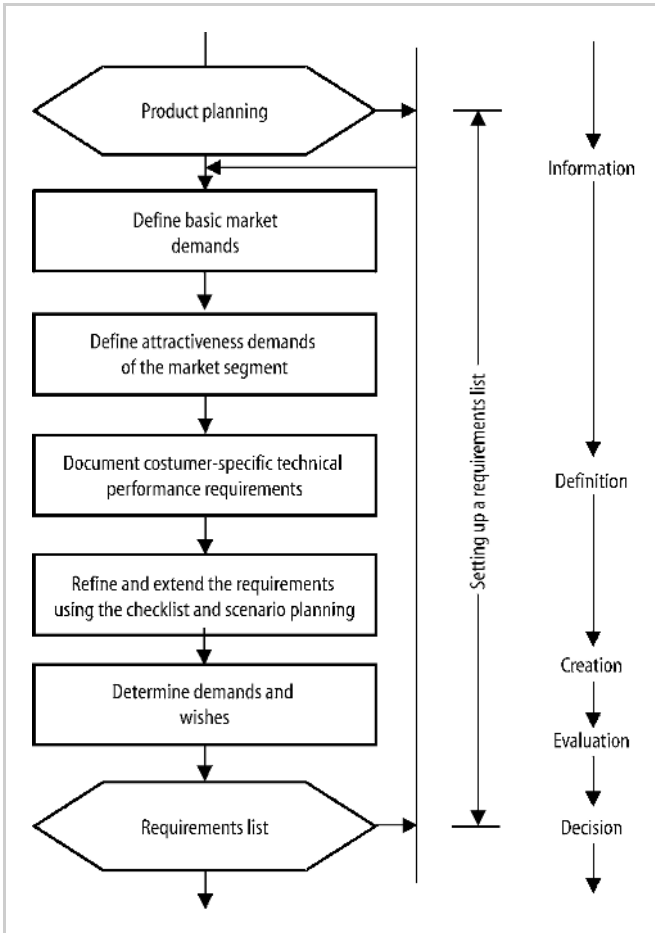 Product planning
Define basic market
demands
Define attractiveness demands
of the market segment
Document costumer-specific technical
performance requirements
Refine and extend the requirements
using the checklist and scenario planning
Determine demands and
wishes
Requirements list
Setting up a requirements list
Information
Definition
Creation
Evaluation
Decision